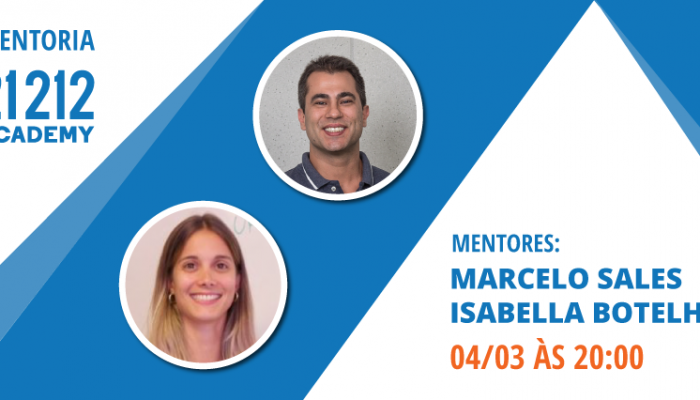 ENTORIA
21212
CADEMY
MENTORES:
MARCELO SALES
ISABELLA BOTELH
04/03 ÀS 20:00